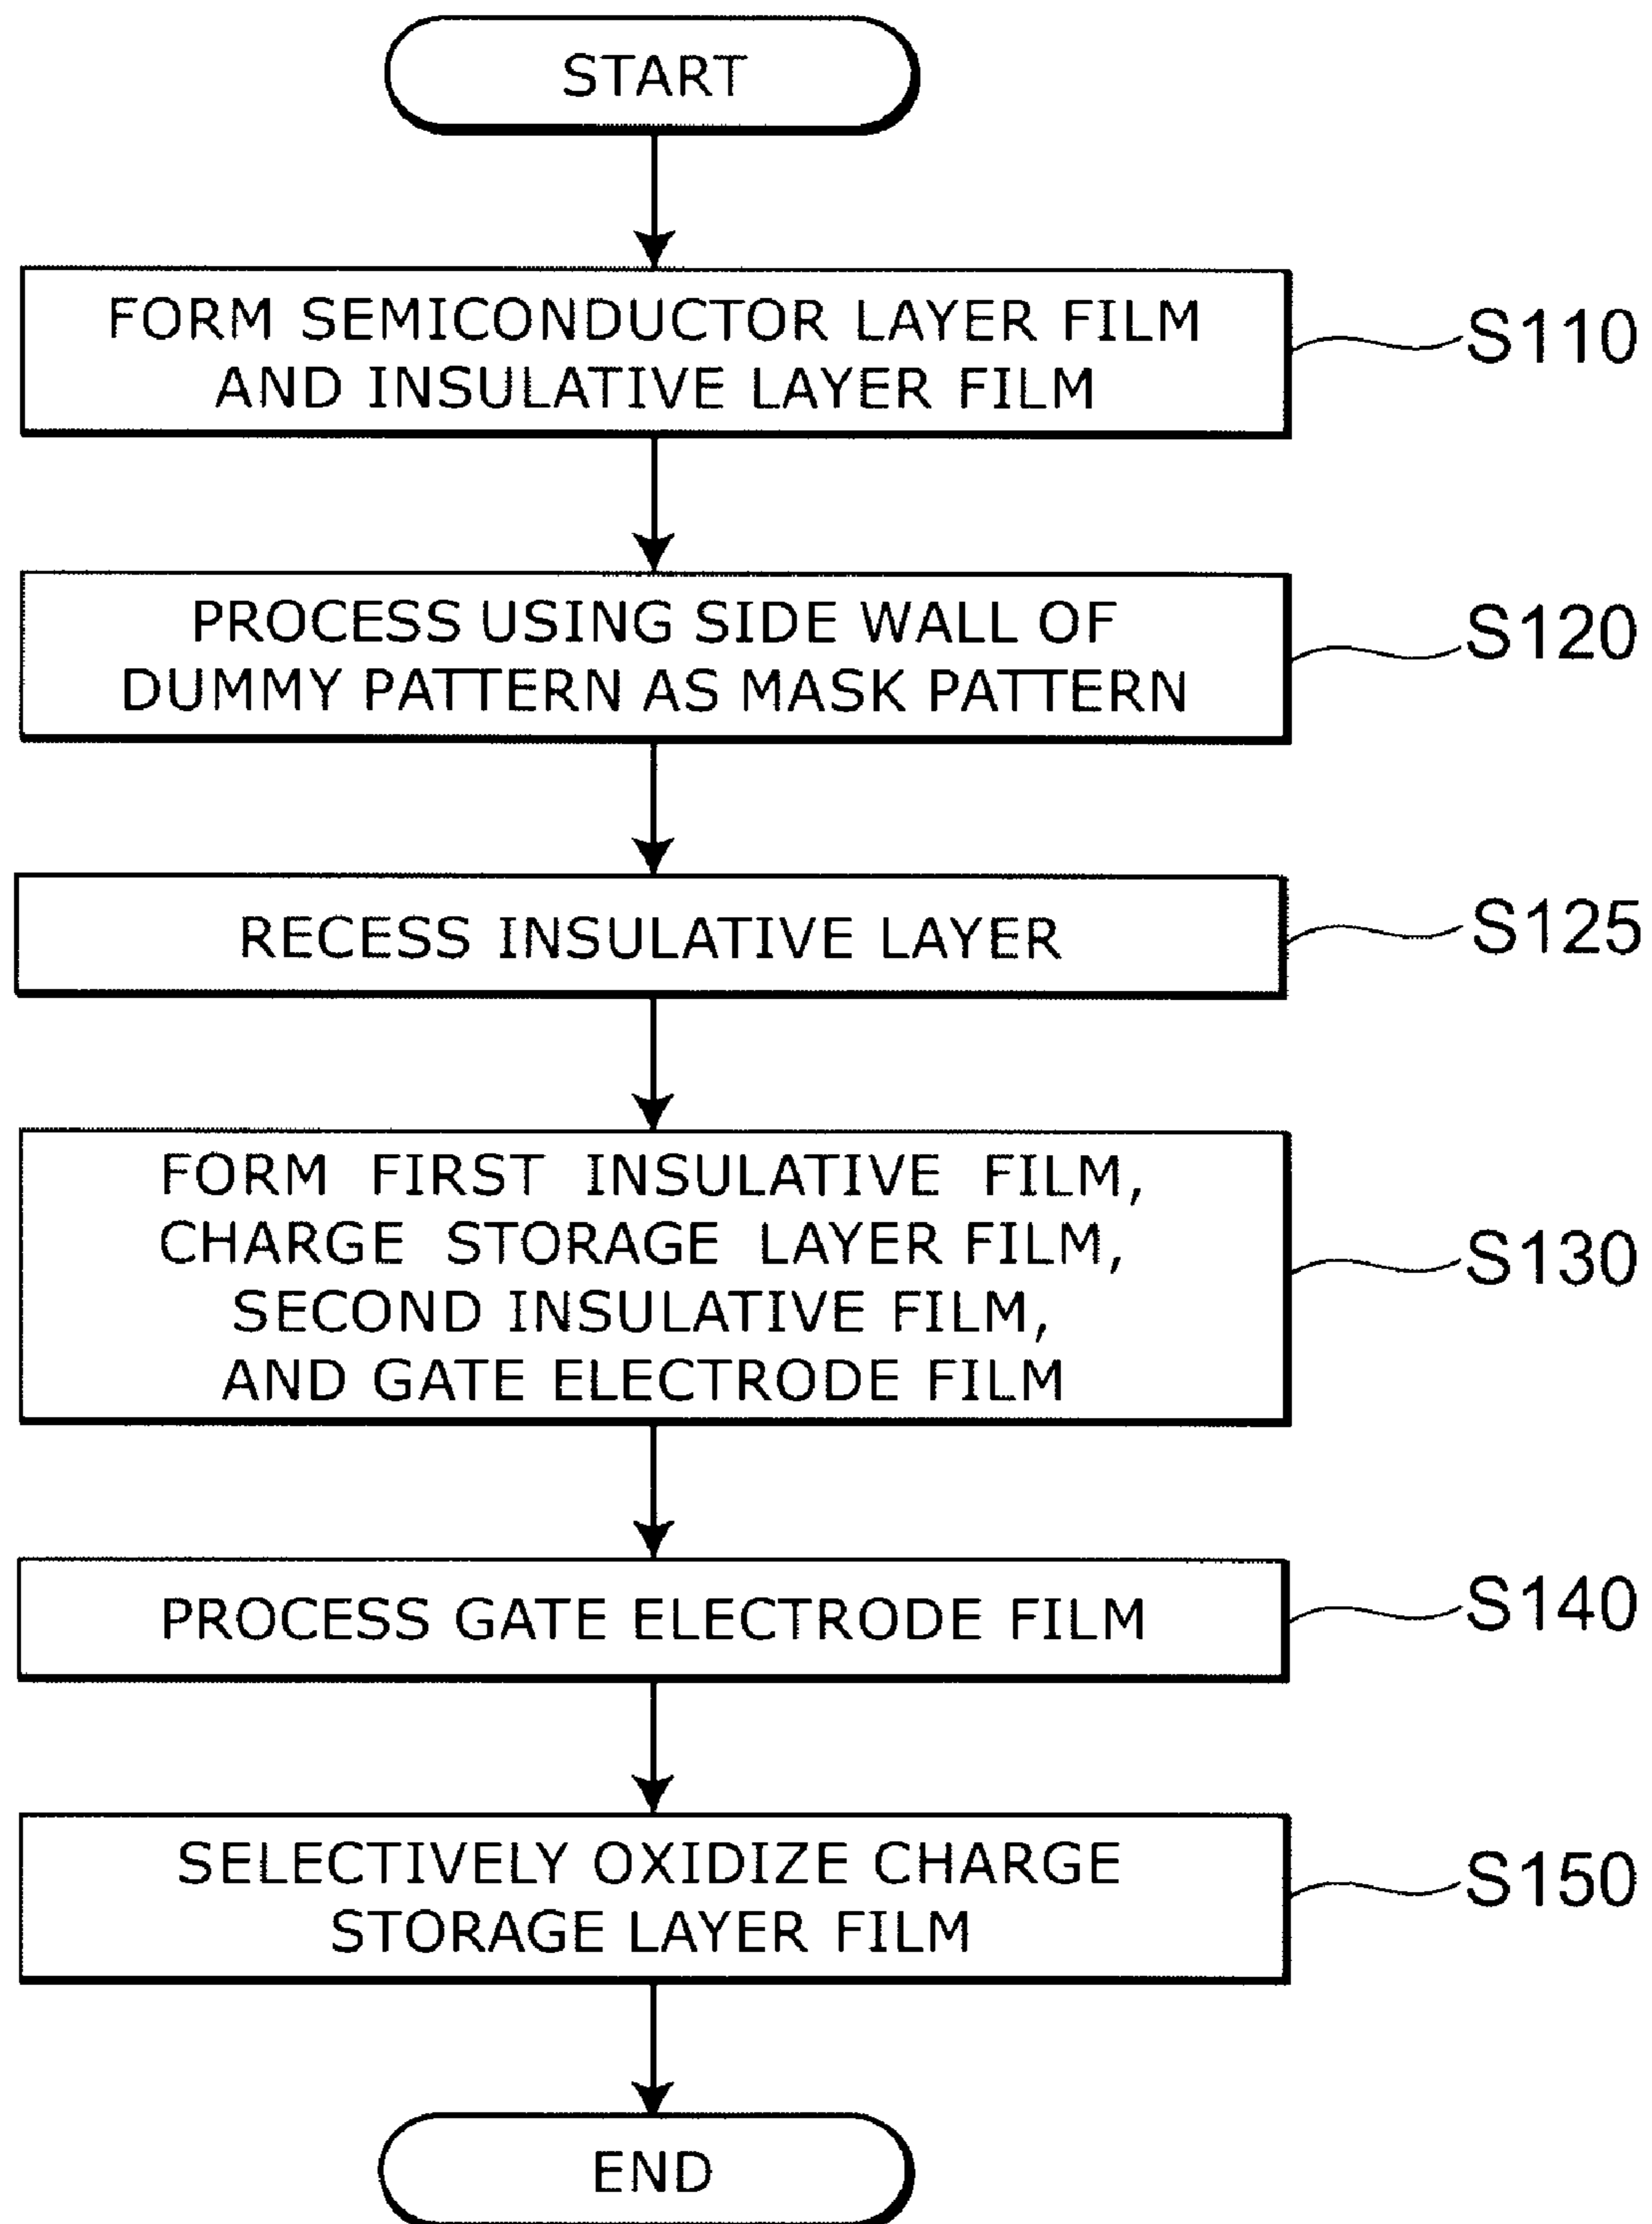 START
FORM SEMICONDUCTOR LAYER FILM
AND INSULATIVE LAYER FILM
S110
PROCESS USING SIDE WALL OF
DUMMY PATTERN AS MASK PATTERN
S120
RECESS INSULATIVE LAYER
S125
FORM FIRST INSULATIVE FILM,
CHARGE STORAGE LAYER FILM,
SECOND INSULATIVE FILM,
AND GATE ELECTRODE FILM
S130
PROCESS GATE ELECTRODE FILM
S140
SELECTIVELY OXIDIZE CHARGE
STORAGE LAYER FILM
S150
END